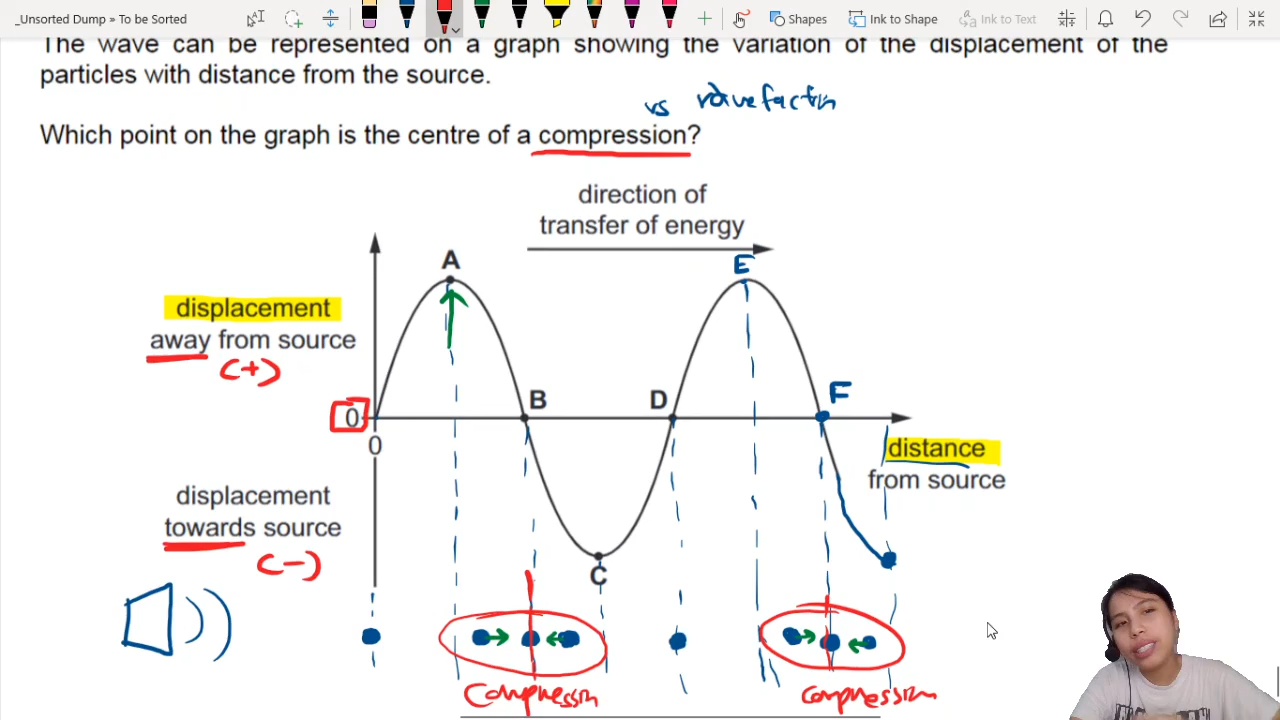 _Unsorted Dump » To be Sorted
Shapes
Ink to Shape
Ink to Text
The wave can be represented on a graph showing the variation of the displacement of the
particles with distance from the source.
vs rarefaction
Which point on the graph is the centre of a compression?
direction of
transfer of energy
A
E
displacement
away from source
(+)
B
D
F
0
0
distance
from source
displacement
towards source
(-)
C
compression
compression